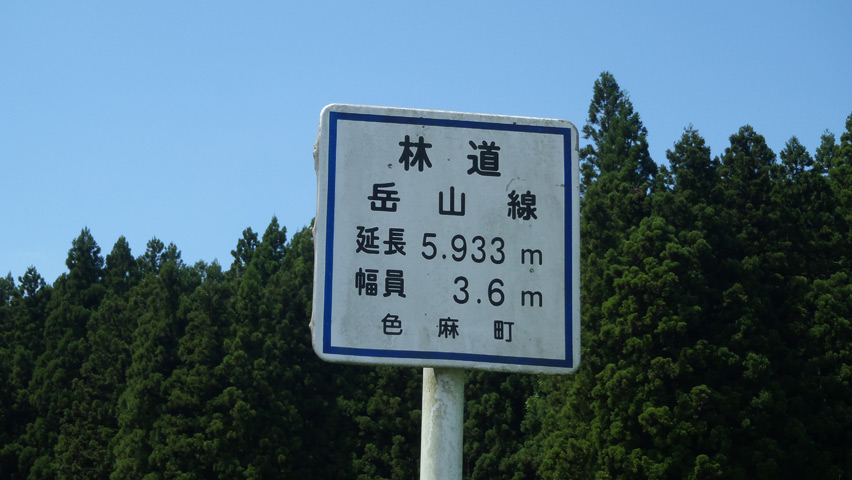 林道
岳山線
延長 5.933 m
幅員 3.6 m
色麻町